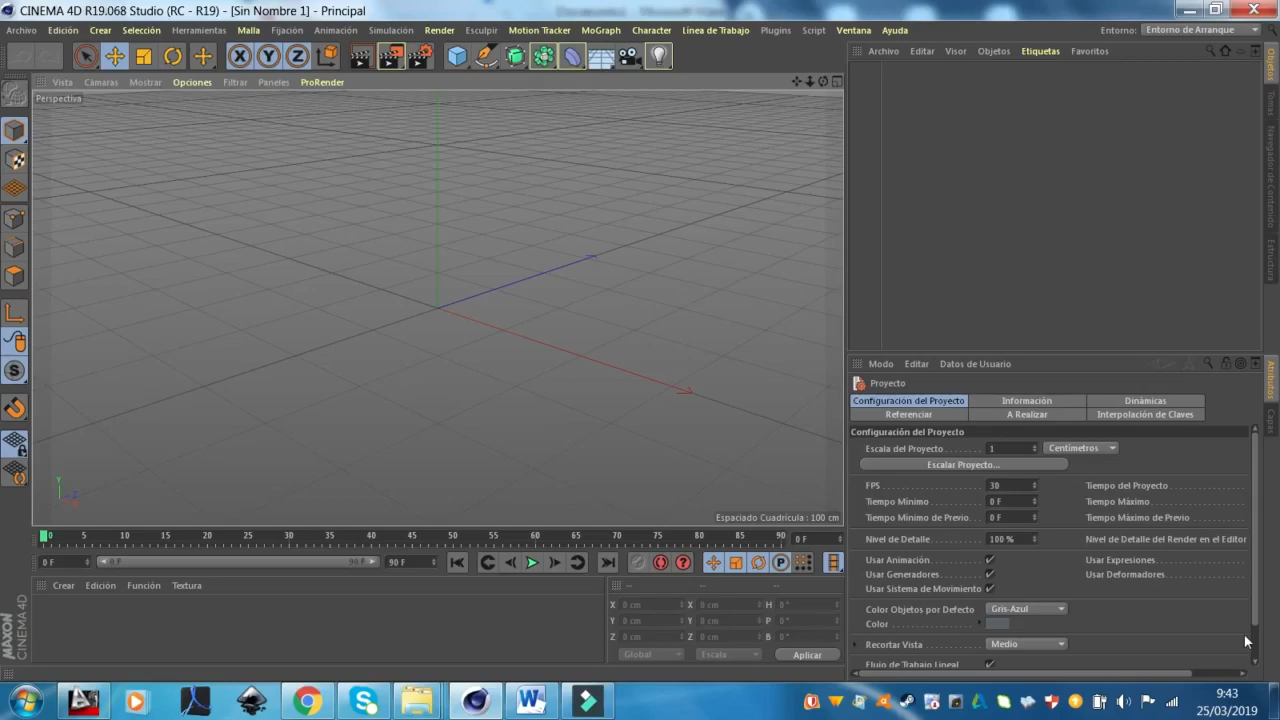 CINEMA 4D R19.068 Studio (RC - R19) - [Sin Nombre 1] - Principal
Archivo Edición Crear Selección Herramientas Malla Fijación Animación Simulación Render Esculpir Motion Tracker MoGraph Character Línea de Trabajo Plugins Script Ventana Ayuda Entorno: Entorno de Arranque
X Y Z
Archivo Editar Visor Objetos Etiquetas Favoritos
Vista Cámaras Mostrar Opciones Filtrar Paneles ProRender
Perspectiva
Objetos
Tomas
Navegador de Contenido
Estructura
S
Y
Z
X
Espaciado Cuadrícula : 100 cm
Modo Editar Datos de Usuario
Proyecto
Configuración del Proyecto Información Dinámicas
Referenciar A Realizar Interpolación de Claves
Configuración del Proyecto
Escala del Proyecto 1 Centímetros
Escalar Proyecto...
FPS 30 Tiempo del Proyecto
Tiempo Mínimo 0 F Tiempo Máximo
Tiempo Mínimo de Previo 0 F Tiempo Máximo de Previo
Nivel de Detalle 100 % Nivel de Detalle del Render en el Editor
Usar Animación Usar Expresiones
Usar Generadores Usar Deformadores
Usar Sistema de Movimiento
Color Objetos por Defecto Gris-Azul
Color
Recortar Vista Medio
Flujo de Trabajo Lineal
Atributos
Capas
0 5 10 15 20 25 30 35 40 45 50 55 60 65 70 75 80 85 90 0 F
0 F 0 F 90 F 90 F P
Crear Edición Función Textura
-- -- --
X 0 cm X 0 cm H 0 °
Y 0 cm Y 0 cm P 0 °
Z 0 cm Z 0 cm B 0 °
Global Escala Aplicar
MAXON
CINEMA 4D
9:43
25/03/2019